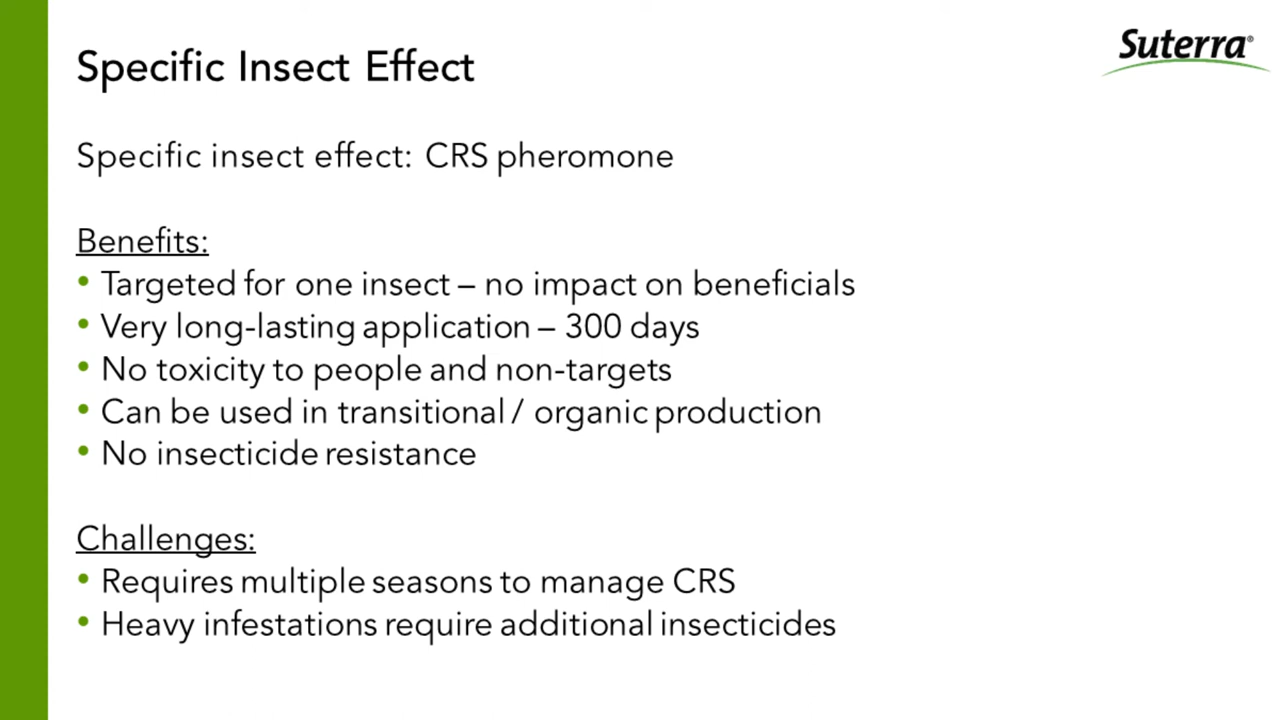 Suterra®
Specific Insect Effect
Specific insect effect: CRS pheromone
Benefits:
• Targeted for one insect – no impact on beneficials
• Very long-lasting application – 300 days
• No toxicity to people and non-targets
• Can be used in transitional / organic production
• No insecticide resistance
Challenges:
• Requires multiple seasons to manage CRS
• Heavy infestations require additional insecticides